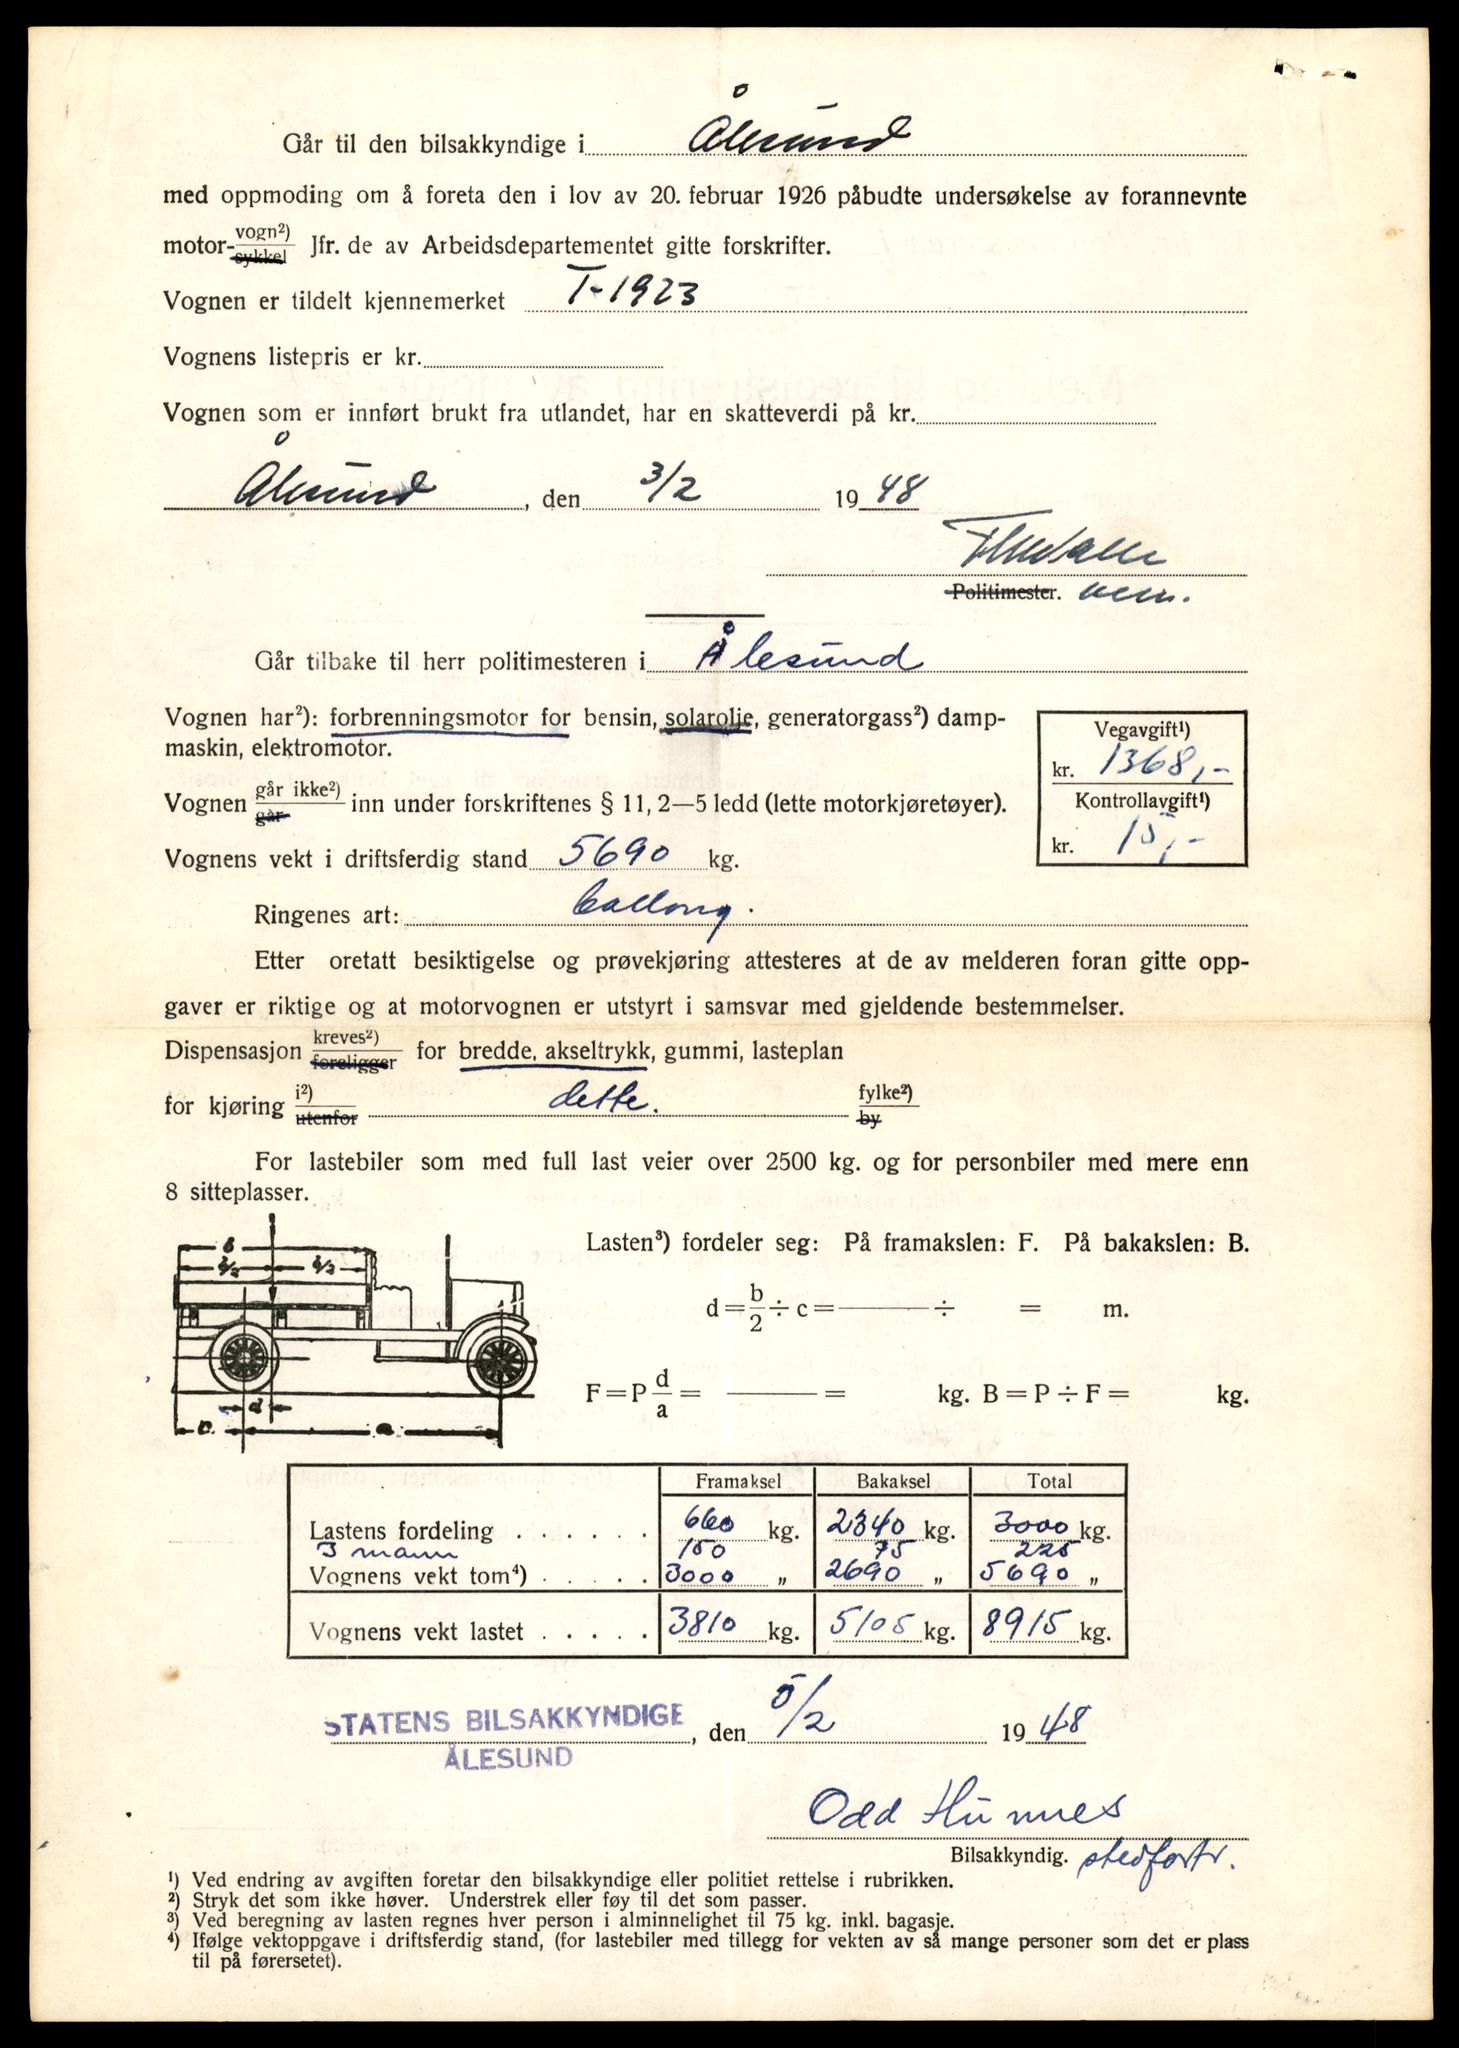 Går til den bilsakkyndige i Ålesund
med oppmoding om å foreta den i lov av 20. februar 1926 påbudte undersøkelse av forannevnte
motor-vogn²) sykkel Jfr. de av Arbeidsdepartementet gitte forskrifter.
Vognen er tildelt kjennemerket T-1923
Vognens listepris er kr.
Vognen som er innført brukt fra utlandet, har en skatteverdi på kr.
Ålesund, den 3/2 1948
Politimester.
Går tilbake til herr politimesteren i Ålesund
Vognen har²): forbrenningsmotor for bensin, solarolje, generatorgass²) damp-
maskin, elektromotor.
Vegavgift¹)
kr. 1368,-
Kontrollavgift¹)
kr. 15,-
Vognen går ikke²) går inn under forskriftenes § 11, 2—5 ledd (lette motorkjøretøyer).
Vognens vekt i driftsferdig stand 5690 kg.
Ringenes art: ballong.
Etter oretatt besiktigelse og prøvekjøring attesteres at de av melderen foran gitte opp-
gaver er riktige og at motorvognen er utstyrt i samsvar med gjeldende bestemmelser.
Dispensasjon kreves²) foreligger for bredde, akseltrykk, gummi, lasteplan
for kjøring i²) utenfor dette. fylke²) by
For lastebiler som med full last veier over 2500 kg. og for personbiler med mere enn
8 sitteplasser.
b
b/2 b/2
d
c. a
Lasten³) fordeler seg: På framakslen: F. På bakakslen: B.
d = b/2 ÷ c = ——— ÷ = m.
F = P d/a = ——— = kg. B = P ÷ F = kg.
Framaksel Bakaksel Total
Lastens fordeling . . . . . . 660 kg. 2340 kg. 3000 kg.
3 mann 150 75 225
Vognens vekt tom⁴) . . . . . 3000 „ 2690 „ 5690 „
Vognens vekt lastet . . . . . 3810 kg. 5105 kg. 8915 kg.
STATENS BILSAKKYNDIGE, den 5/2 1948
ÅLESUND
Odd Hunnes
Bilsakkyndig. stedfortr.
¹) Ved endring av avgiften foretar den bilsakkyndige eller politiet rettelse i rubrikken.
²) Stryk det som ikke høver. Understrek eller føy til det som passer.
³) Ved beregning av lasten regnes hver person i alminnelighet til 75 kg. inkl. bagasje.
⁴) Ifølge vektoppgave i driftsferdig stand, (for lastebiler med tillegg for vekten av så mange personer som det er plass
til på førersetet).